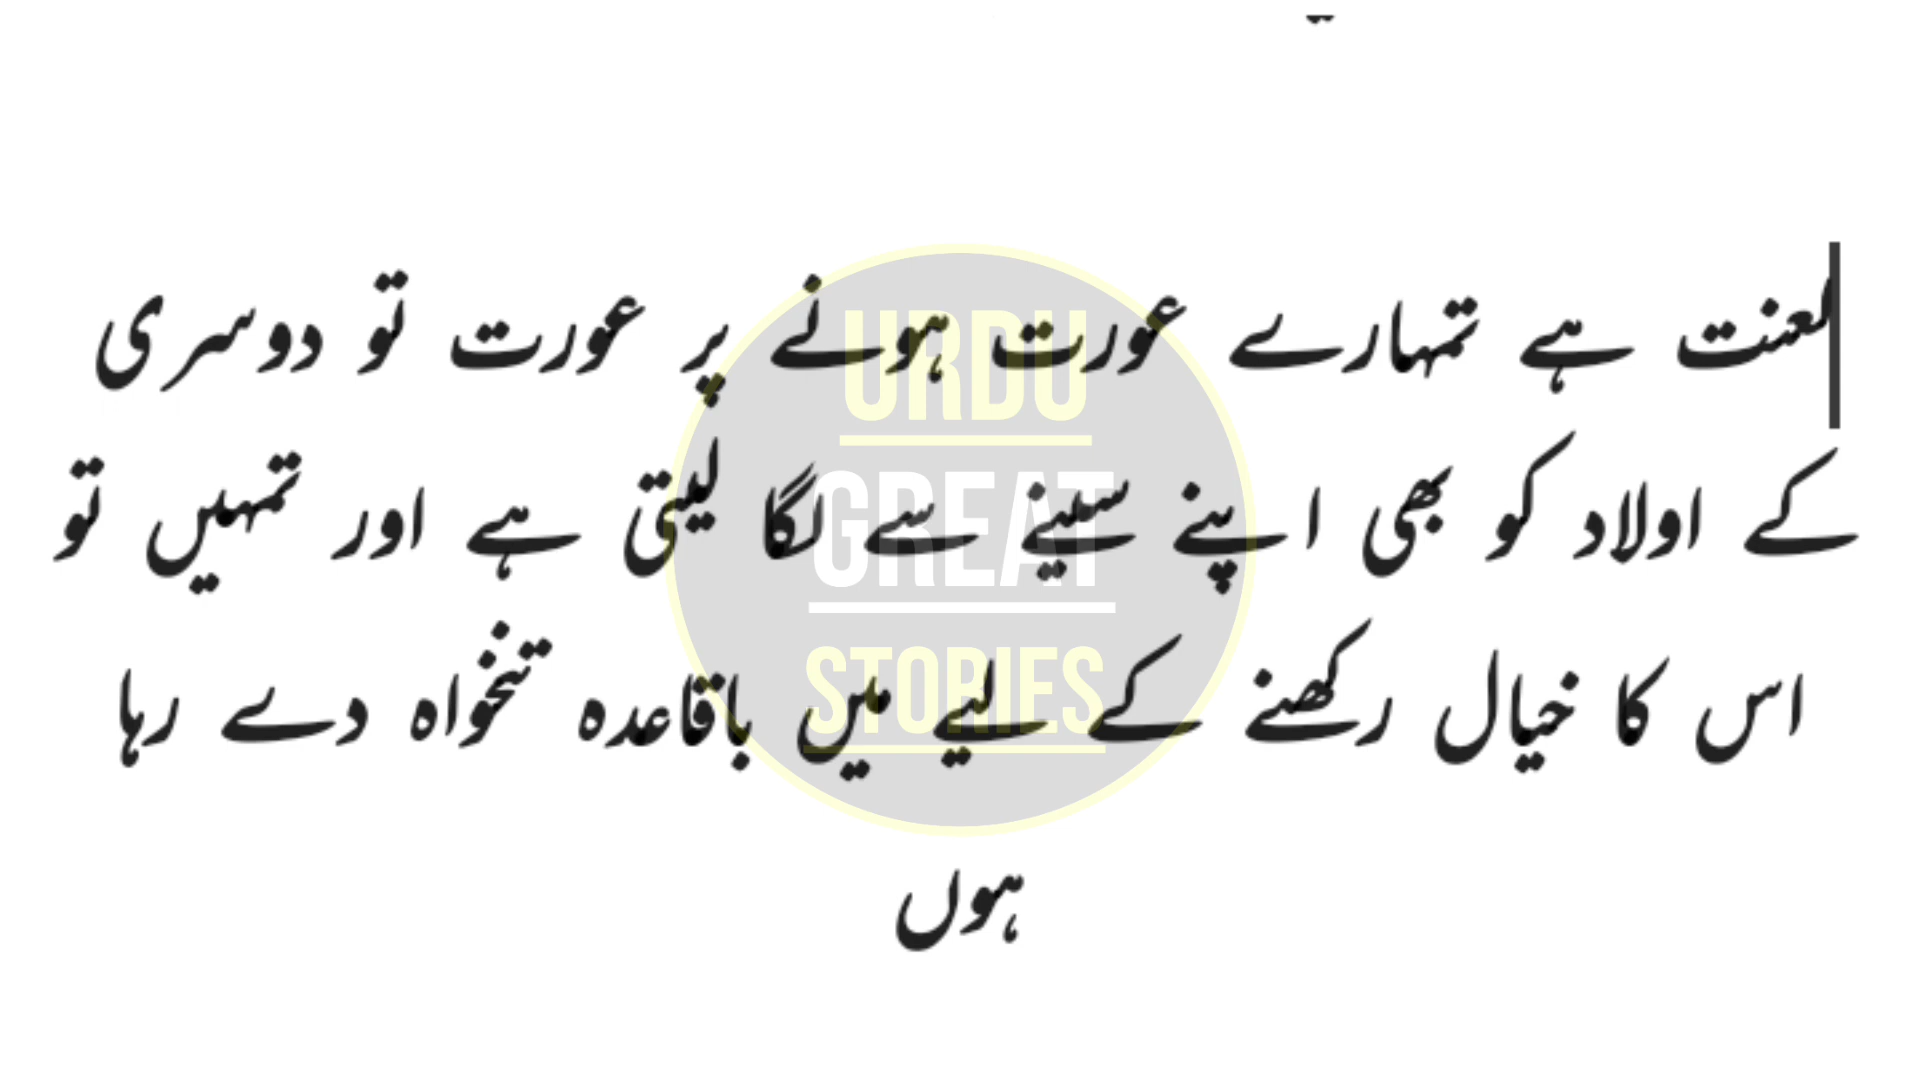 لعنت ہے تمہارے عورت ہونے پر عورت تو دوسری
کے اولاد کو بھی اپنے سینے سے لگا لیتی ہے اور تمہیں تو
اس کا خیال رکھنے کے لیے میں باقاعدہ تنخواہ دے رہا
ہوں
URDU
GREAT
STORIES